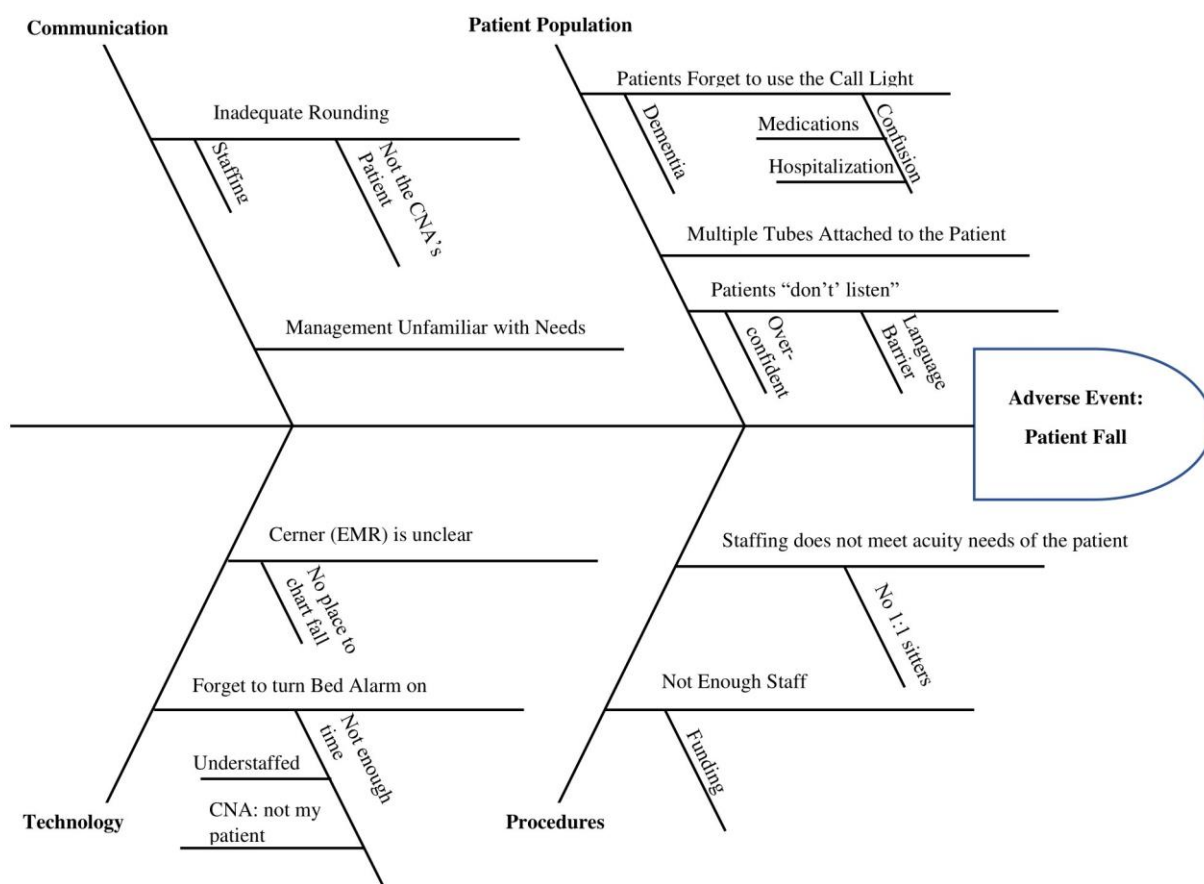 Communication
Patient Population
Inadequate Rounding
Staffing
Not the CNA's
Patient
Management Unfamiliar with Needs
Patients Forget to use the Call Light
Dementia
Medications
Hospitalization
Confusion
Multiple Tubes Attached to the Patient
Patients “don't' listen”
Over-
confident
Language
Barrier
Adverse Event:
Patient Fall
Cerner (EMR) is unclear
No place to
chart fall
Forget to turn Bed Alarm on
Not enough
time
Understaffed
CNA: not my
patient
Technology
Staffing does not meet acuity needs of the patient
No 1:1 sitters
Not Enough Staff
Funding
Procedures